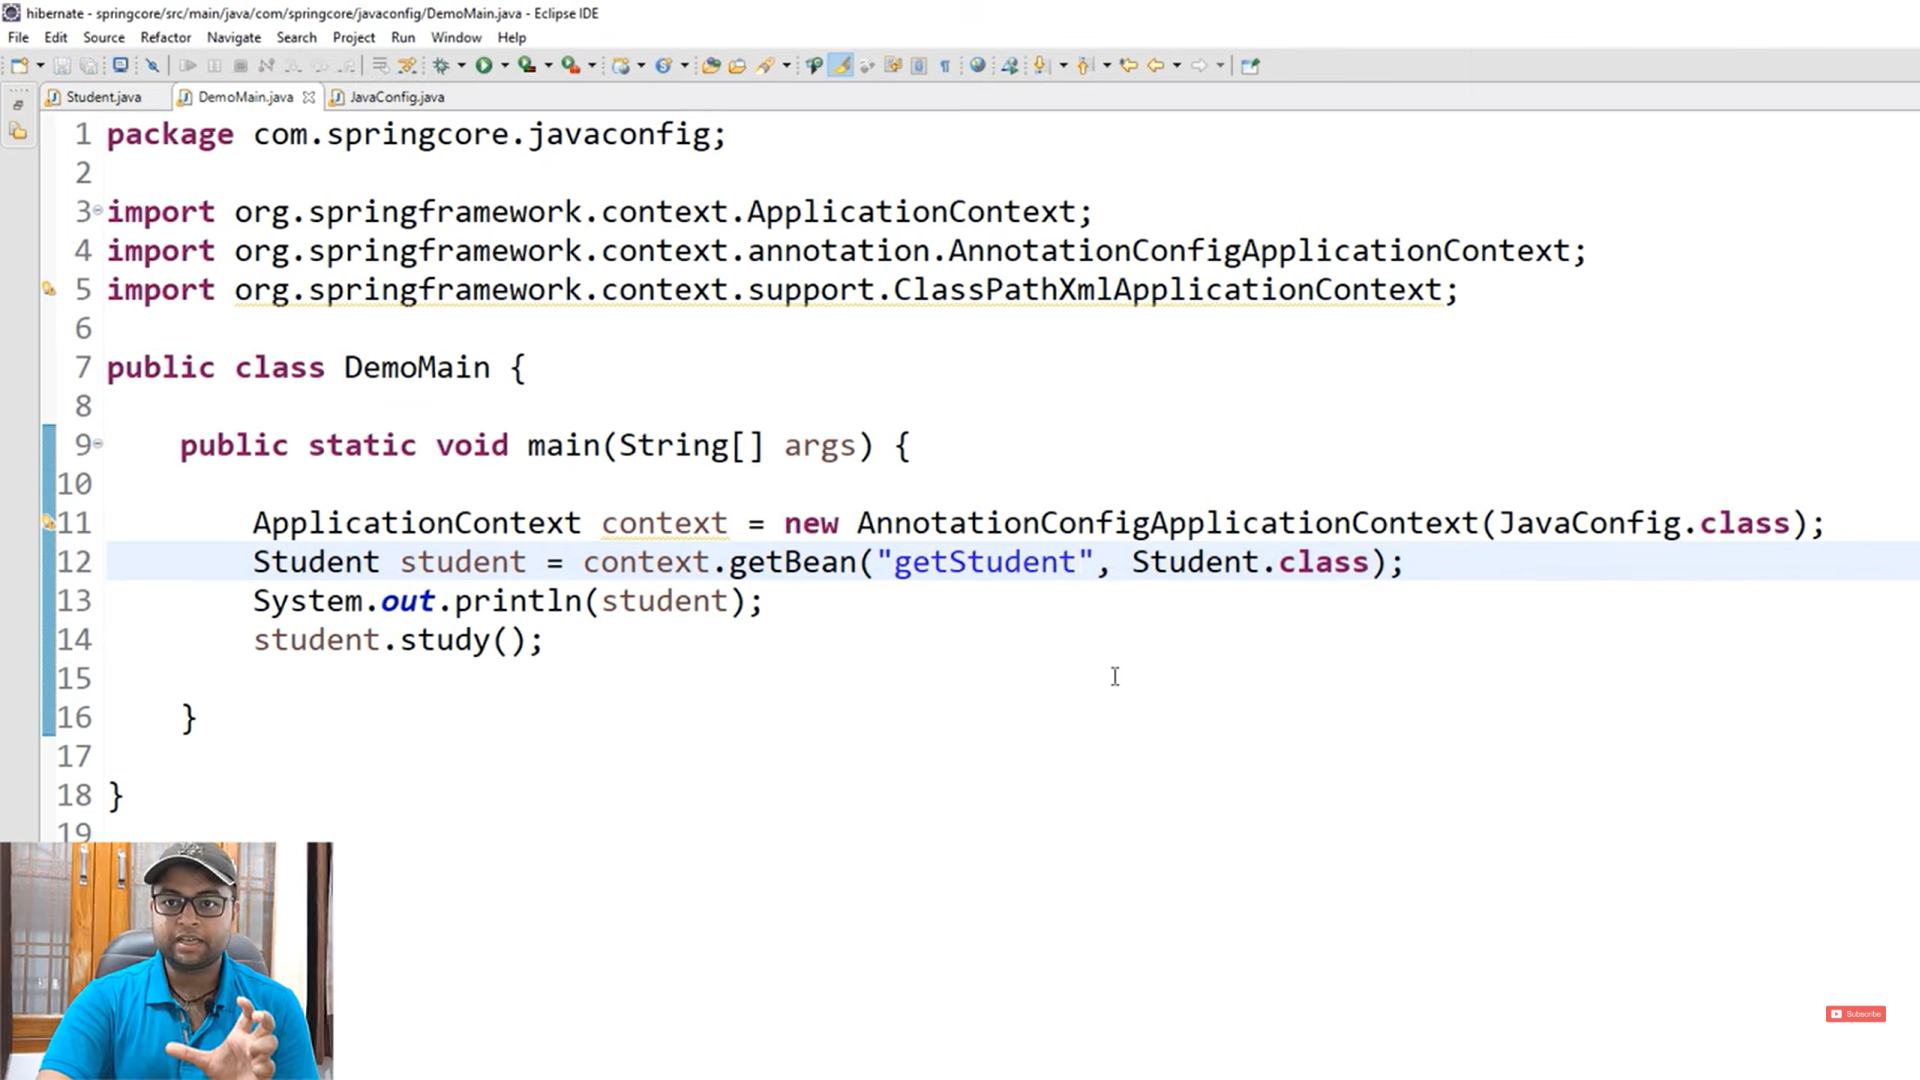 hibernate - springcore/src/main/java/com/springcore/javaconfig/DemoMain.java - Eclipse IDE
File Edit Source Refactor Navigate Search Project Run Window Help
Student.java DemoMain.java JavaConfig.java
1 package com.springcore.javaconfig;
2
3 import org.springframework.context.ApplicationContext;
4 import org.springframework.context.annotation.AnnotationConfigApplicationContext;
5 import org.springframework.context.support.ClassPathXmlApplicationContext;
6
7 public class DemoMain {
8
9 public static void main(String[] args) {
10
11 ApplicationContext context = new AnnotationConfigApplicationContext(JavaConfig.class);
12 Student student = context.getBean("getStudent", Student.class);
13 System.out.println(student);
14 student.study();
15
16 }
17
18 }
19
Subscribe